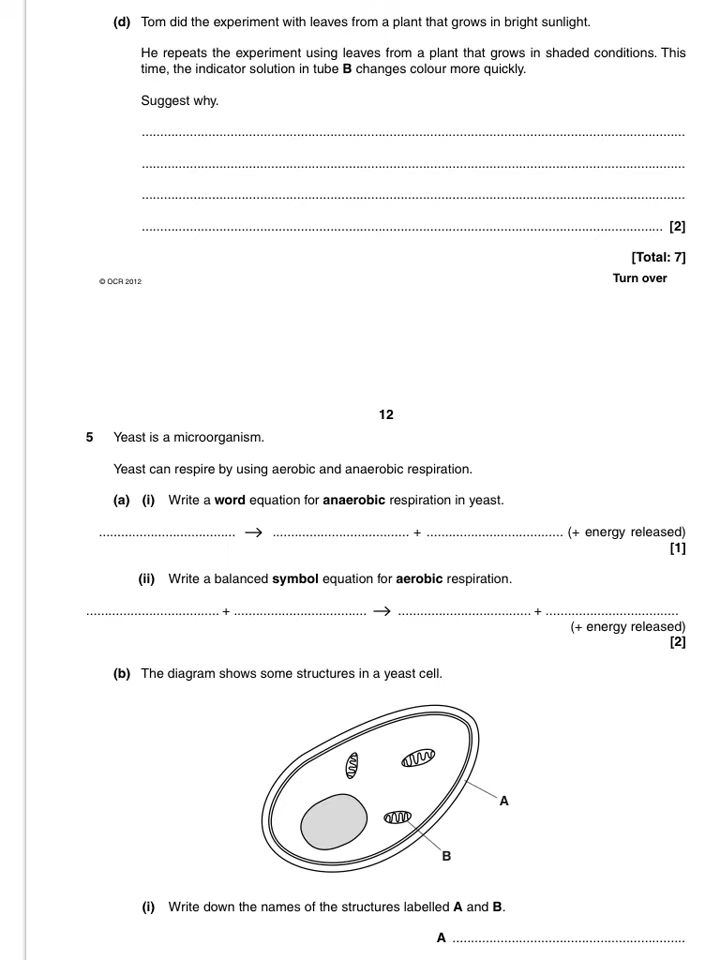 (d) Tom did the experiment with leaves from a plant that grows in bright sunlight.
He repeats the experiment using leaves from a plant that grows in shaded conditions. This
time, the indicator solution in tube B changes colour more quickly.
Suggest why.
[2]
[Total: 7]
© OCR 2012
Turn over
12
5 Yeast is a microorganism.
Yeast can respire by using aerobic and anaerobic respiration.
(a) (i) Write a word equation for anaerobic respiration in yeast.
.................................... → .................................... + .................................... (+ energy released)
[1]
(ii) Write a balanced symbol equation for aerobic respiration.
.................................... + .................................... → .................................... + ....................................
(+ energy released)
[2]
(b) The diagram shows some structures in a yeast cell.
A
B
(i) Write down the names of the structures labelled A and B.
A ..............................................................